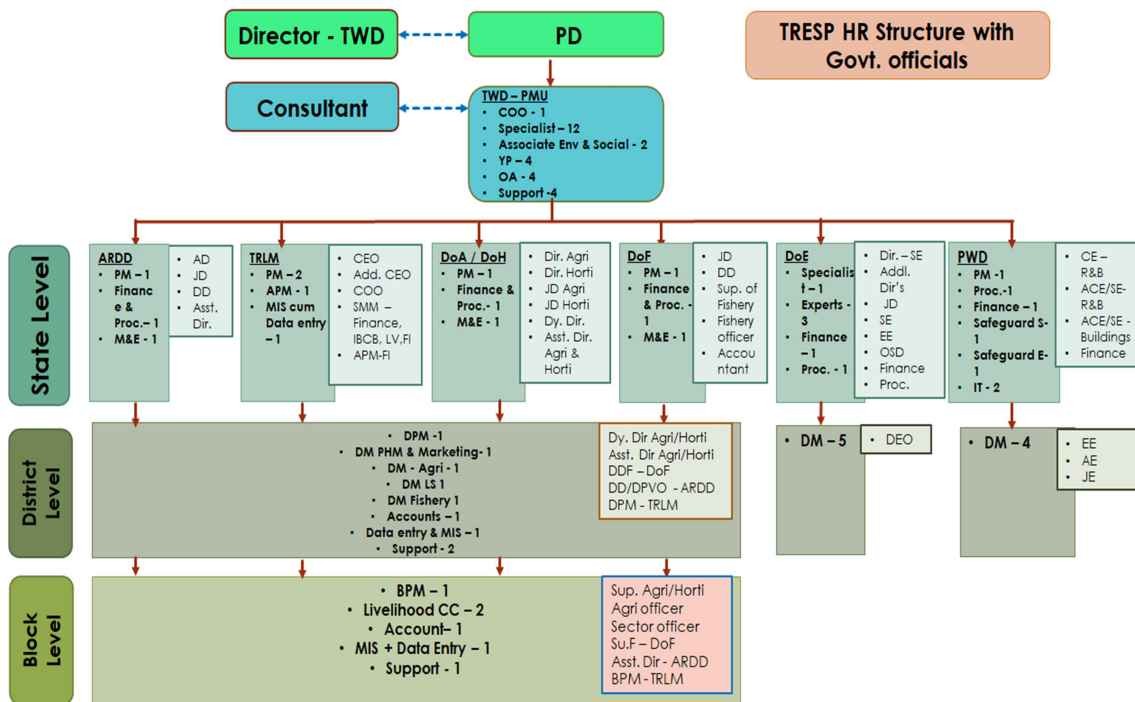 Director - TWD
PD
TRESP HR Structure with
Govt. officials
Consultant
TWD – PMU
• COO - 1
• Specialist – 12
• Associate Env & Social - 2
• YP – 4
• OA – 4
• Support -4
State Level
ARDD
• PM – 1
• Financ
e &
Proc.– 1
• M&E - 1
• AD
• JD
• DD
• Asst.
Dir.
TRLM
• PM – 2
• APM - 1
• MIS cum
Data entry
– 1
• CEO
• Add. CEO
• COO
• SMM –
Finance,
IBCB, LV,FI
• APM-FI
DoA / DoH
• PM – 1
• Finance
& Proc.- 1
• M&E - 1
• Dir. Agri
• Dir. Horti
• JD Agri
• JD Horti
• Dy. Dir.
• Asst. Dir.
Agri &
Horti
DoF
• PM – 1
• Finance
& Proc. -
1
• M&E - 1
• JD
• DD
• Sup. of
Fishery
• Fishery
officer
• Acco
untant
DoE
• Specialis
t – 1
• Experts -
3
• Finance
– 1
• Proc. - 1
• Dir. – SE
• Addl.
Dir's
• JD
• SE
• EE
• OSD
• Finance
• Proc.
PWD
• PM -1
• Proc.-1
• Finance – 1
• Safeguard S-
1
• Safeguard E-
1
• IT - 2
• CE –
R&B
• ACE/SE-
R&B
• ACE/SE -
Buildings
• Finance
District
Level
• DPM -1
• DM PHM & Marketing- 1
• DM - Agri - 1
• DM LS 1
• DM Fishery 1
• Accounts – 1
• Data entry & MIS – 1
• Support - 2
Dy. Dir Agri/Horti
Asst. Dir Agri/Horti
DDF – DoF
DD/DPVO - ARDD
DPM - TRLM
• DM – 5
• DEO
• DM – 4
• EE
• AE
• JE
Block
Level
• BPM – 1
• Livelihood CC – 2
• Account– 1
• MIS + Data Entry – 1
• Support - 1
Sup. Agri/Horti
Agri officer
Sector officer
Su.F – DoF
Asst. Dir - ARDD
BPM - TRLM